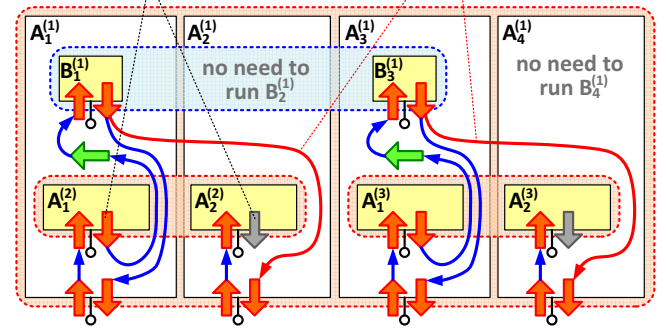 A₁⁽¹⁾ A₂⁽¹⁾ A₃⁽¹⁾ A₄⁽¹⁾
B₁⁽¹⁾ no need to B₃⁽¹⁾ no need to
run B₂⁽¹⁾ run B₄⁽¹⁾
A₁⁽²⁾ A₂⁽²⁾ A₁⁽³⁾ A₂⁽³⁾